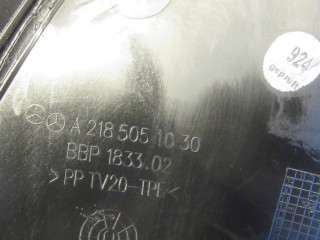 924
geprüft
A 218 505 10 30
BBP 1833.02
>PP TV20-TPE<